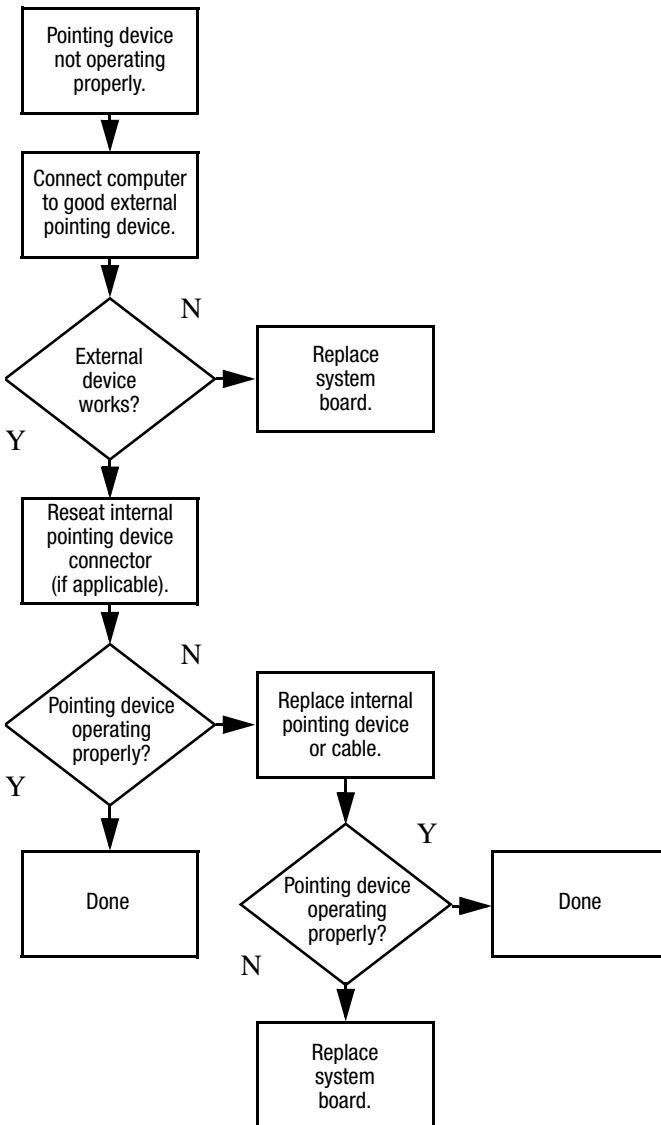 Pointing device
not operating
properly.
Connect computer
to good external
pointing device.
N
External
device
works?
Replace
system
board.
Y
Reseat internal
pointing device
connector
(if applicable).
N
Pointing device
operating
properly?
Replace internal
pointing device
or cable.
Y
Y
Done
Pointing device
operating
properly?
Done
N
Replace
system
board.